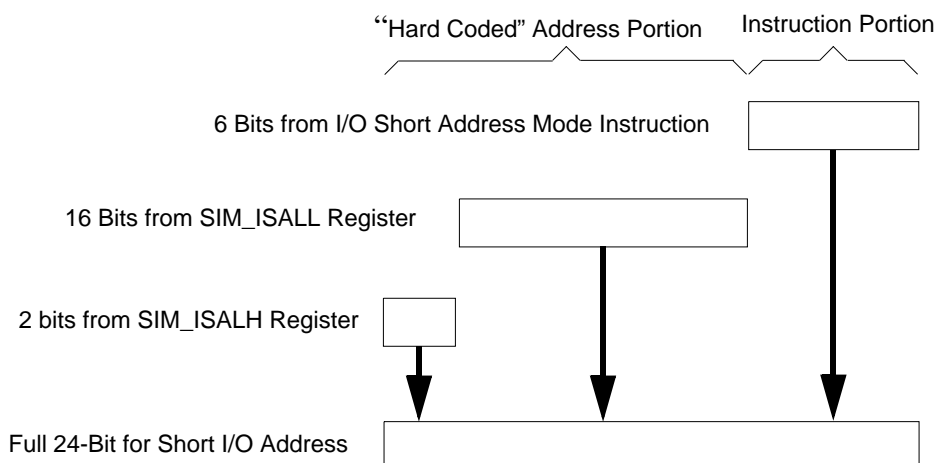 “Hard Coded” Address Portion
Instruction Portion
6 Bits from I/O Short Address Mode Instruction
16 Bits from SIM_ISALL Register
2 bits from SIM_ISALH Register
Full 24-Bit for Short I/O Address